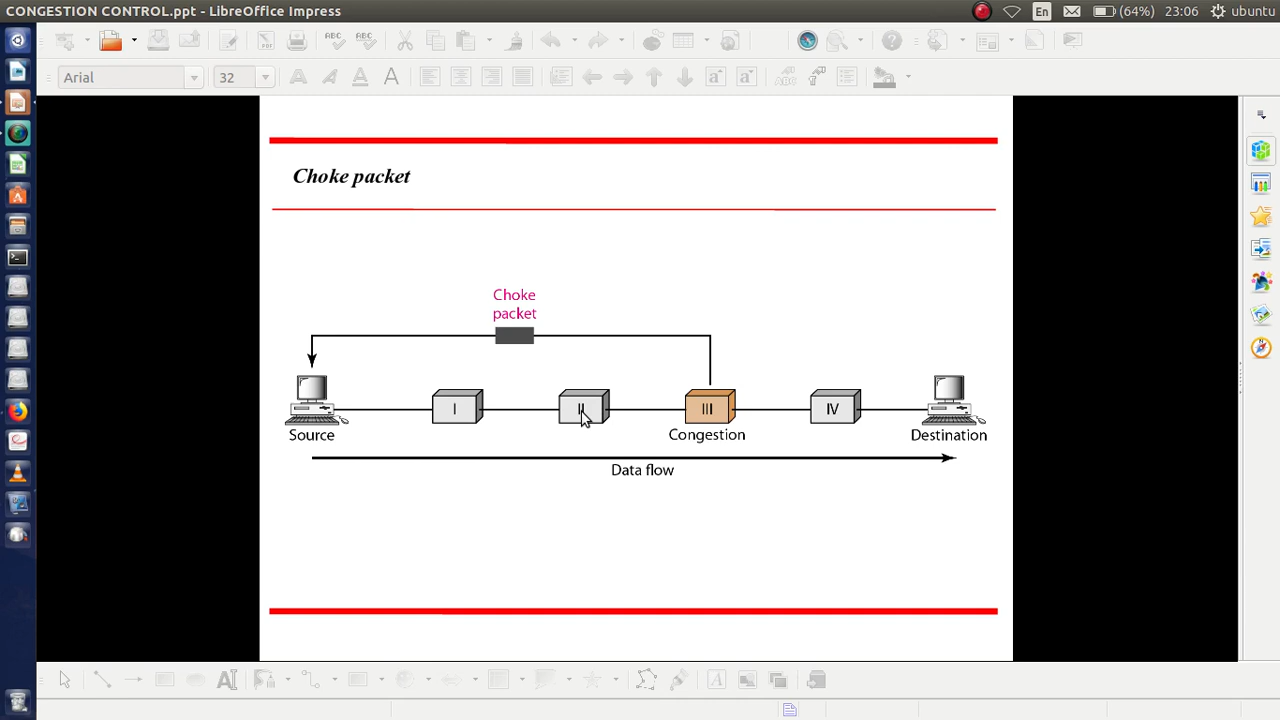 CONGESTION CONTROL.ppt - LibreOffice Impress
En
(64%)
23:06
ubuntu
Arial
32
Choke packet
Choke
packet
I
II
III
IV
Source
Congestion
Destination
Data flow